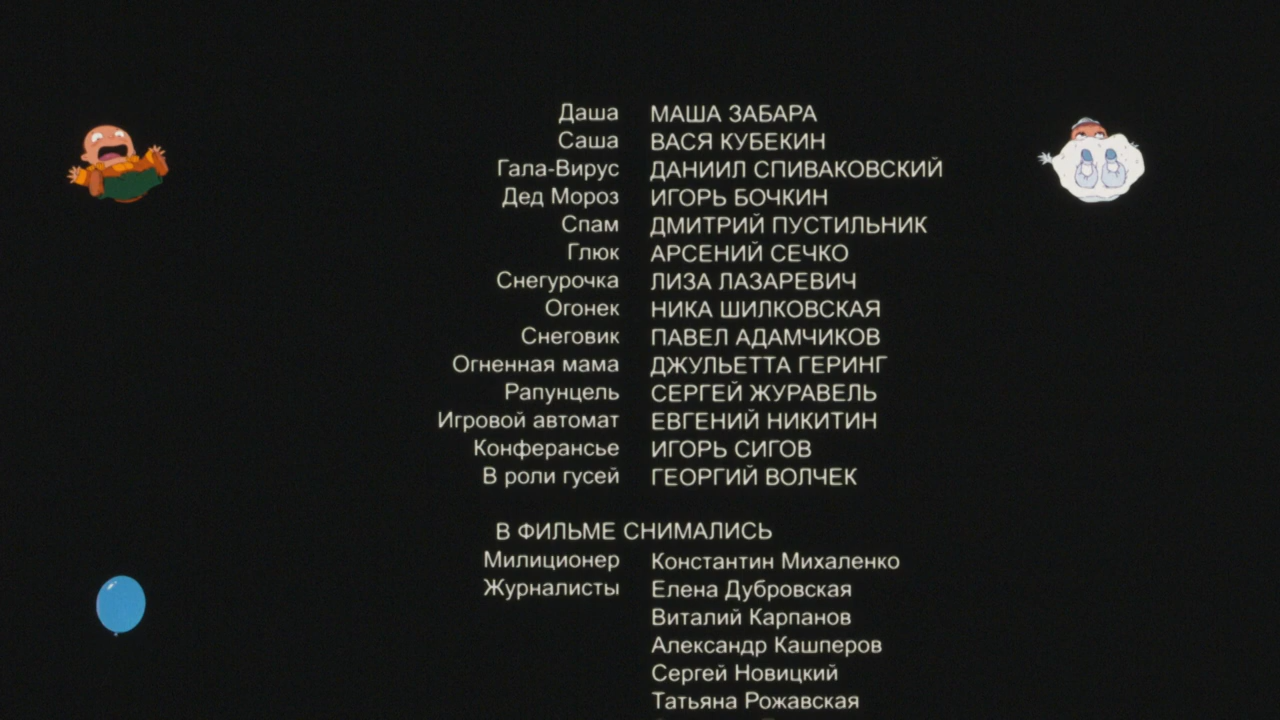 Даша МАША ЗАБАРА
Саша ВАСЯ КУБЕКИН
Гала-Вирус ДАНИИЛ СПИВАКОВСКИЙ
Дед Мороз ИГОРЬ БОЧКИН
Спам ДМИТРИЙ ПУСТИЛЬНИК
Глюк АРСЕНИЙ СЕЧКО
Снегурочка ЛИЗА ЛАЗАРЕВИЧ
Огонек НИКА ШИЛКОВСКАЯ
Снеговик ПАВЕЛ АДАМЧИКОВ
Огненная мама ДЖУЛЬЕТТА ГЕРИНГ
Рапунцель СЕРГЕЙ ЖУРАВЕЛЬ
Игровой автомат ЕВГЕНИЙ НИКИТИН
Конферансье ИГОРЬ СИГОВ
В роли гусей ГЕОРГИЙ ВОЛЧЕК
В ФИЛЬМЕ СНИМАЛИСЬ
Милиционер Константин Михаленко
Журналисты Елена Дубровская
Виталий Карпанов
Александр Кашперов
Сергей Новицкий
Татьяна Рожавская